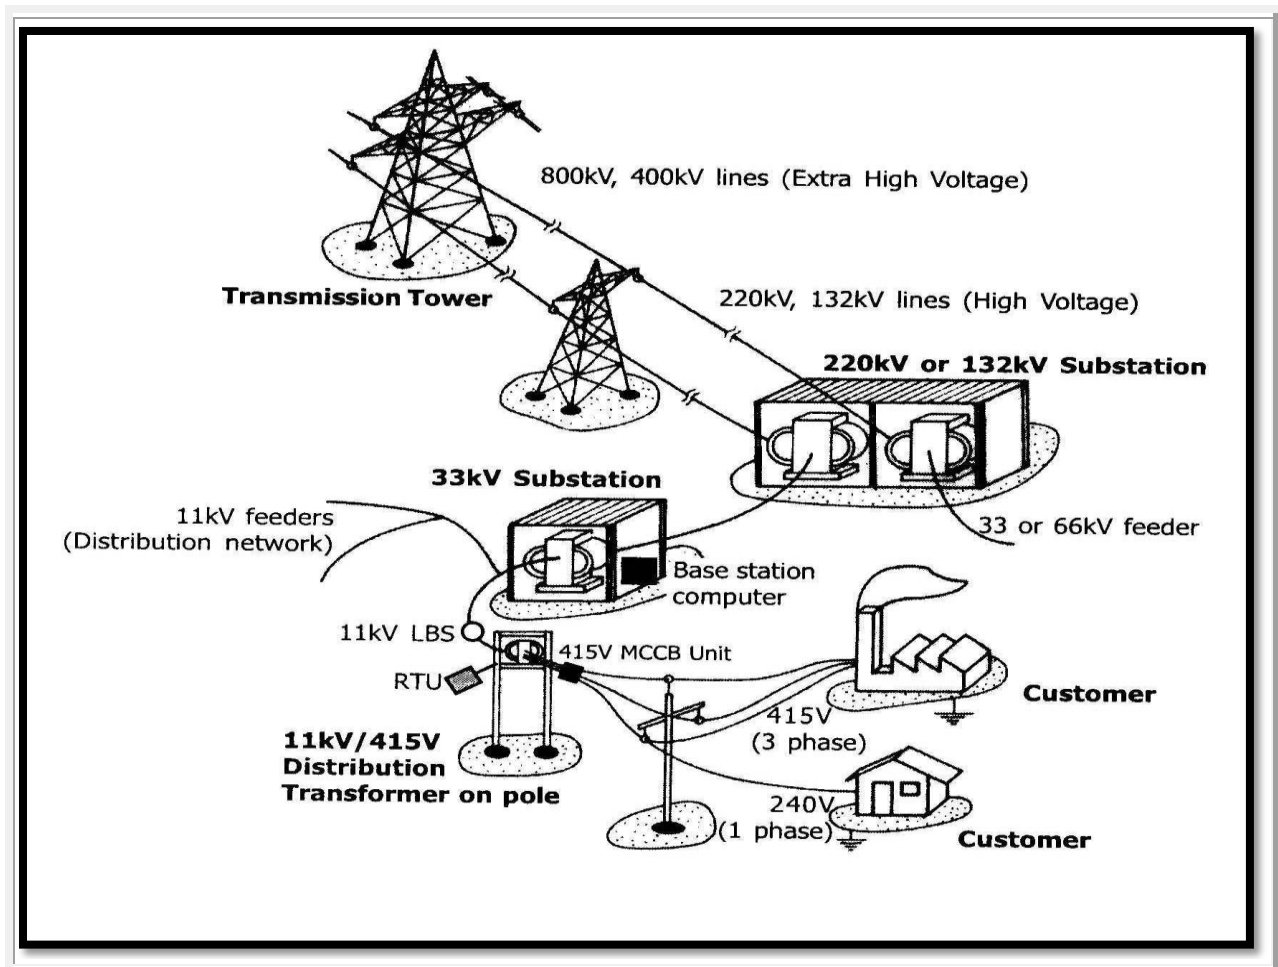 800kV, 400kV lines (Extra High Voltage)
Transmission Tower
220kV, 132kV lines (High Voltage)
220kV or 132kV Substation
33kV Substation
11kV feeders
(Distribution network)
33 or 66kV feeder
Base station
computer
11kV LBS
415V MCCB Unit
RTU
Customer
415V
(3 phase)
11kV/415V
Distribution
Transformer on pole
240V
(1 phase)
Customer